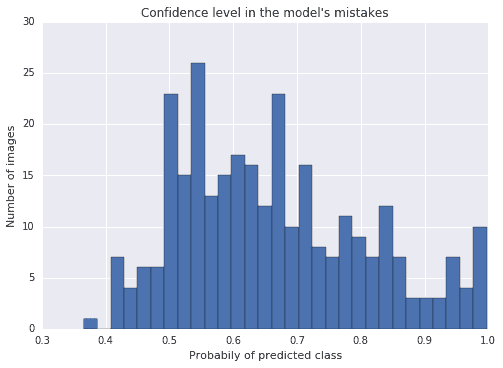 Confidence level in the model's mistakes
Number of images
30
25
20
15
10
5
0
0.3 0.4 0.5 0.6 0.7 0.8 0.9 1.0
Probabily of predicted class